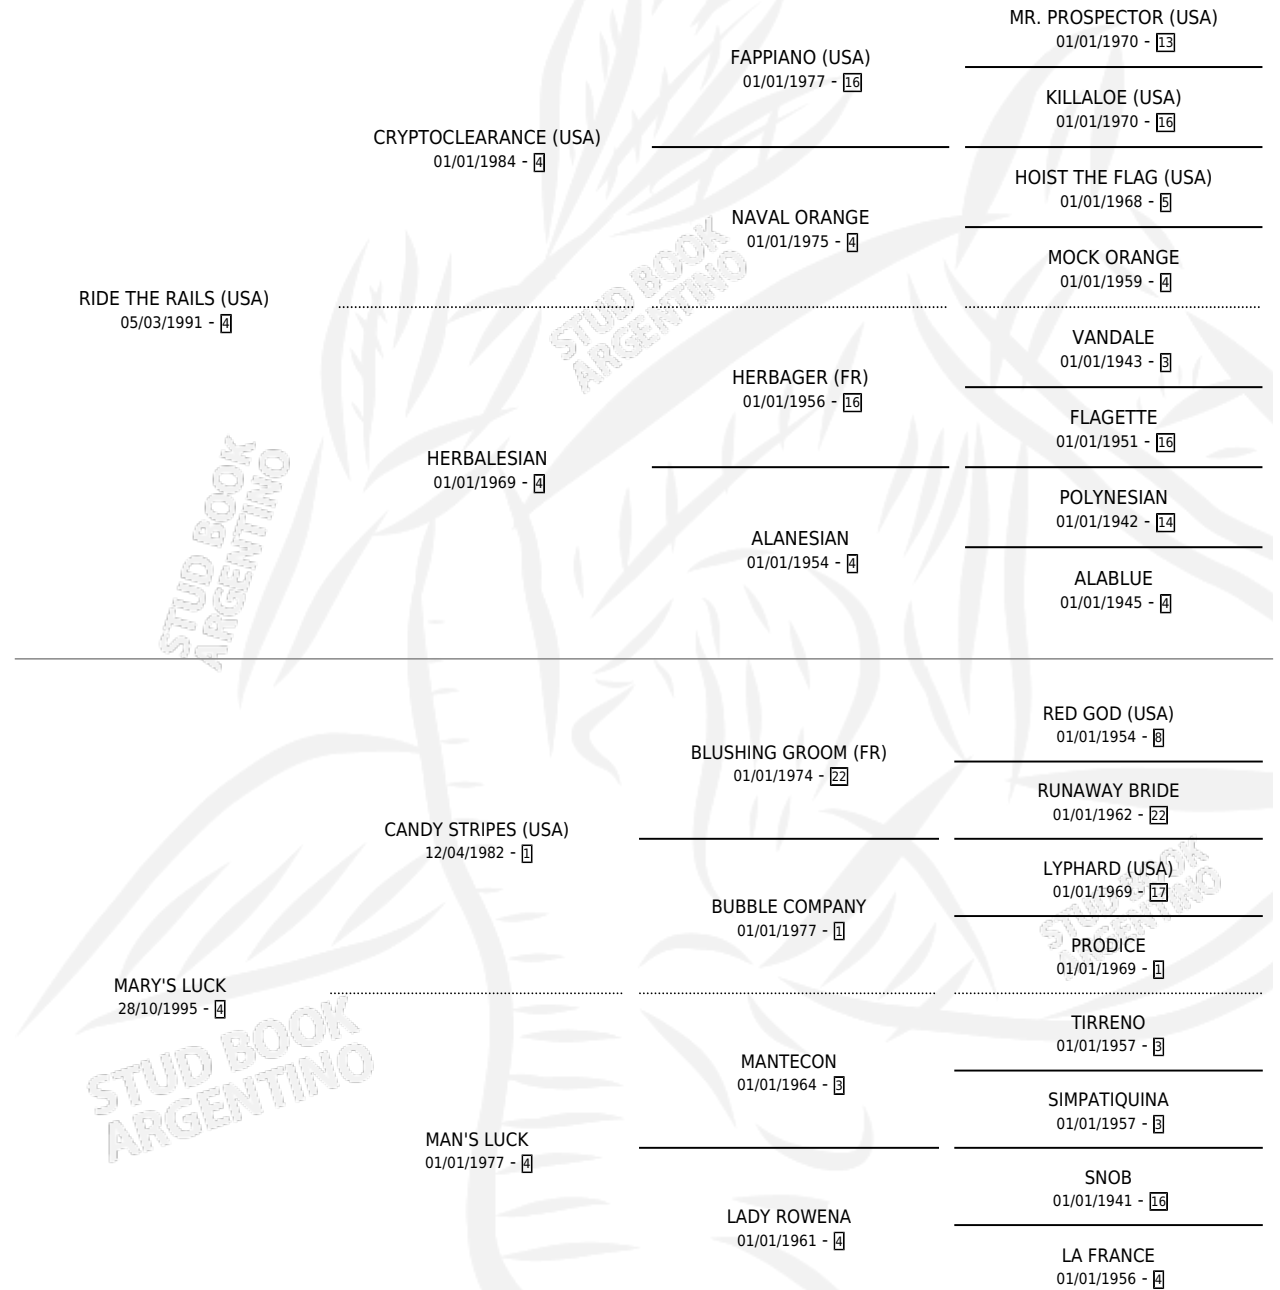 MR. PROSPECTOR (USA)
01/01/1970 - 13
FAPPIANO (USA)
01/01/1977 - 16
KILLALOE (USA)
01/01/1970 - 16
CRYPTOCLEARANCE (USA)
01/01/1984 - 4
HOIST THE FLAG (USA)
01/01/1968 - 5
NAVAL ORANGE
01/01/1975 - 4
MOCK ORANGE
01/01/1959 - 4
RIDE THE RAILS (USA)
05/03/1991 - 4
STUD BOOK
ARGENTINO
VANDALE
01/01/1943 - 3
HERBAGER (FR)
01/01/1956 - 16
FLAGETTE
01/01/1951 - 16
HERBALESIAN
01/01/1969 - 4
POLYNESIAN
01/01/1942 - 14
ALANESIAN
01/01/1954 - 4
ALABLUE
01/01/1945 - 4
STUD BOOK
ARGENTINO
RED GOD (USA)
01/01/1954 - 8
BLUSHING GROOM (FR)
01/01/1974 - 22
RUNAWAY BRIDE
01/01/1962 - 22
CANDY STRIPES (USA)
12/04/1982 - 1
LYPHARD (USA)
01/01/1969 - 17
BUBBLE COMPANY
01/01/1977 - 1
STUD BOOK
ARGENTINO
PRODICE
01/01/1969 - 1
MARY'S LUCK
28/10/1995 - 4
TIRRENO
01/01/1957 - 3
MANTECON
01/01/1964 - 3
SIMPATIQUINA
01/01/1957 - 3
STUD BOOK
ARGENTINO
MAN'S LUCK
01/01/1977 - 4
SNOB
01/01/1941 - 16
LADY ROWENA
01/01/1961 - 4
LA FRANCE
01/01/1956 - 4